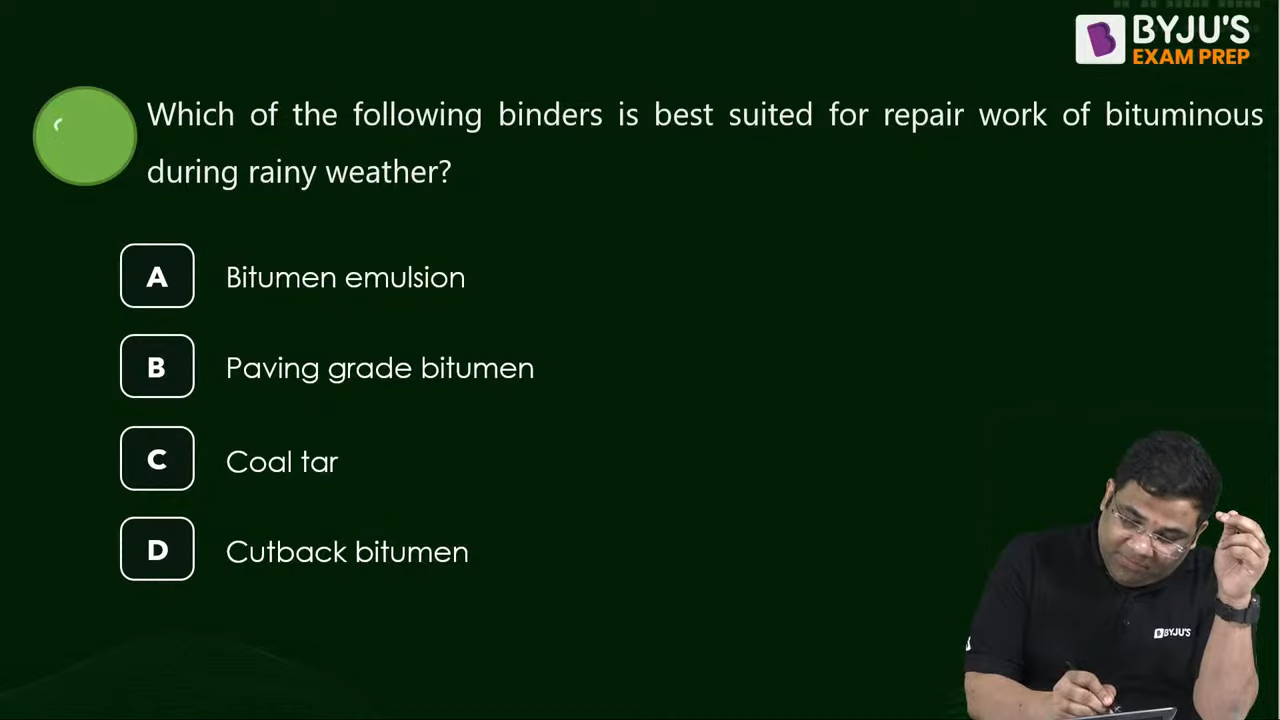 BYJU'S
EXAM PREP
Which of the following binders is best suited for repair work of bituminous
during rainy weather?
A Bitumen emulsion
B Paving grade bitumen
C Coal tar
D Cutback bitumen
B BYJU'S